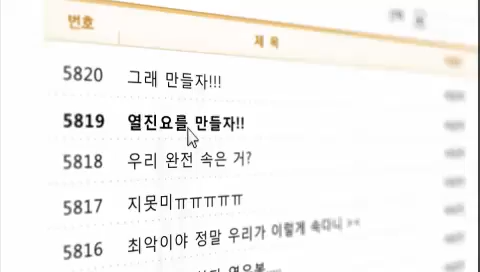 번호 제 목
5820 그래 만들자!!!
5819 열진요를 만들자!!
5818 우리 완전 속은 거?
5817 지못미ㅠㅠㅠㅠㅠ
5816 최악이야 정말 우리가 이렇게 속다니 ><